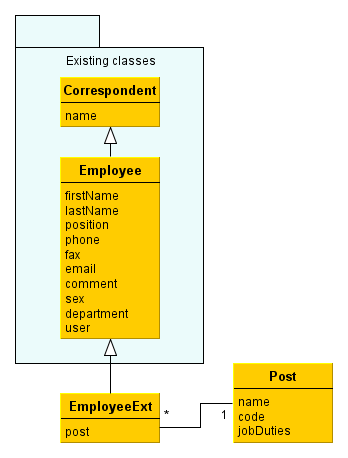 Existing classes
Correspondent
name
Employee
firstName
lastName
position
phone
fax
email
comment
sex
department
user
EmployeeExt
post
*
1
Post
name
code
jobDuties